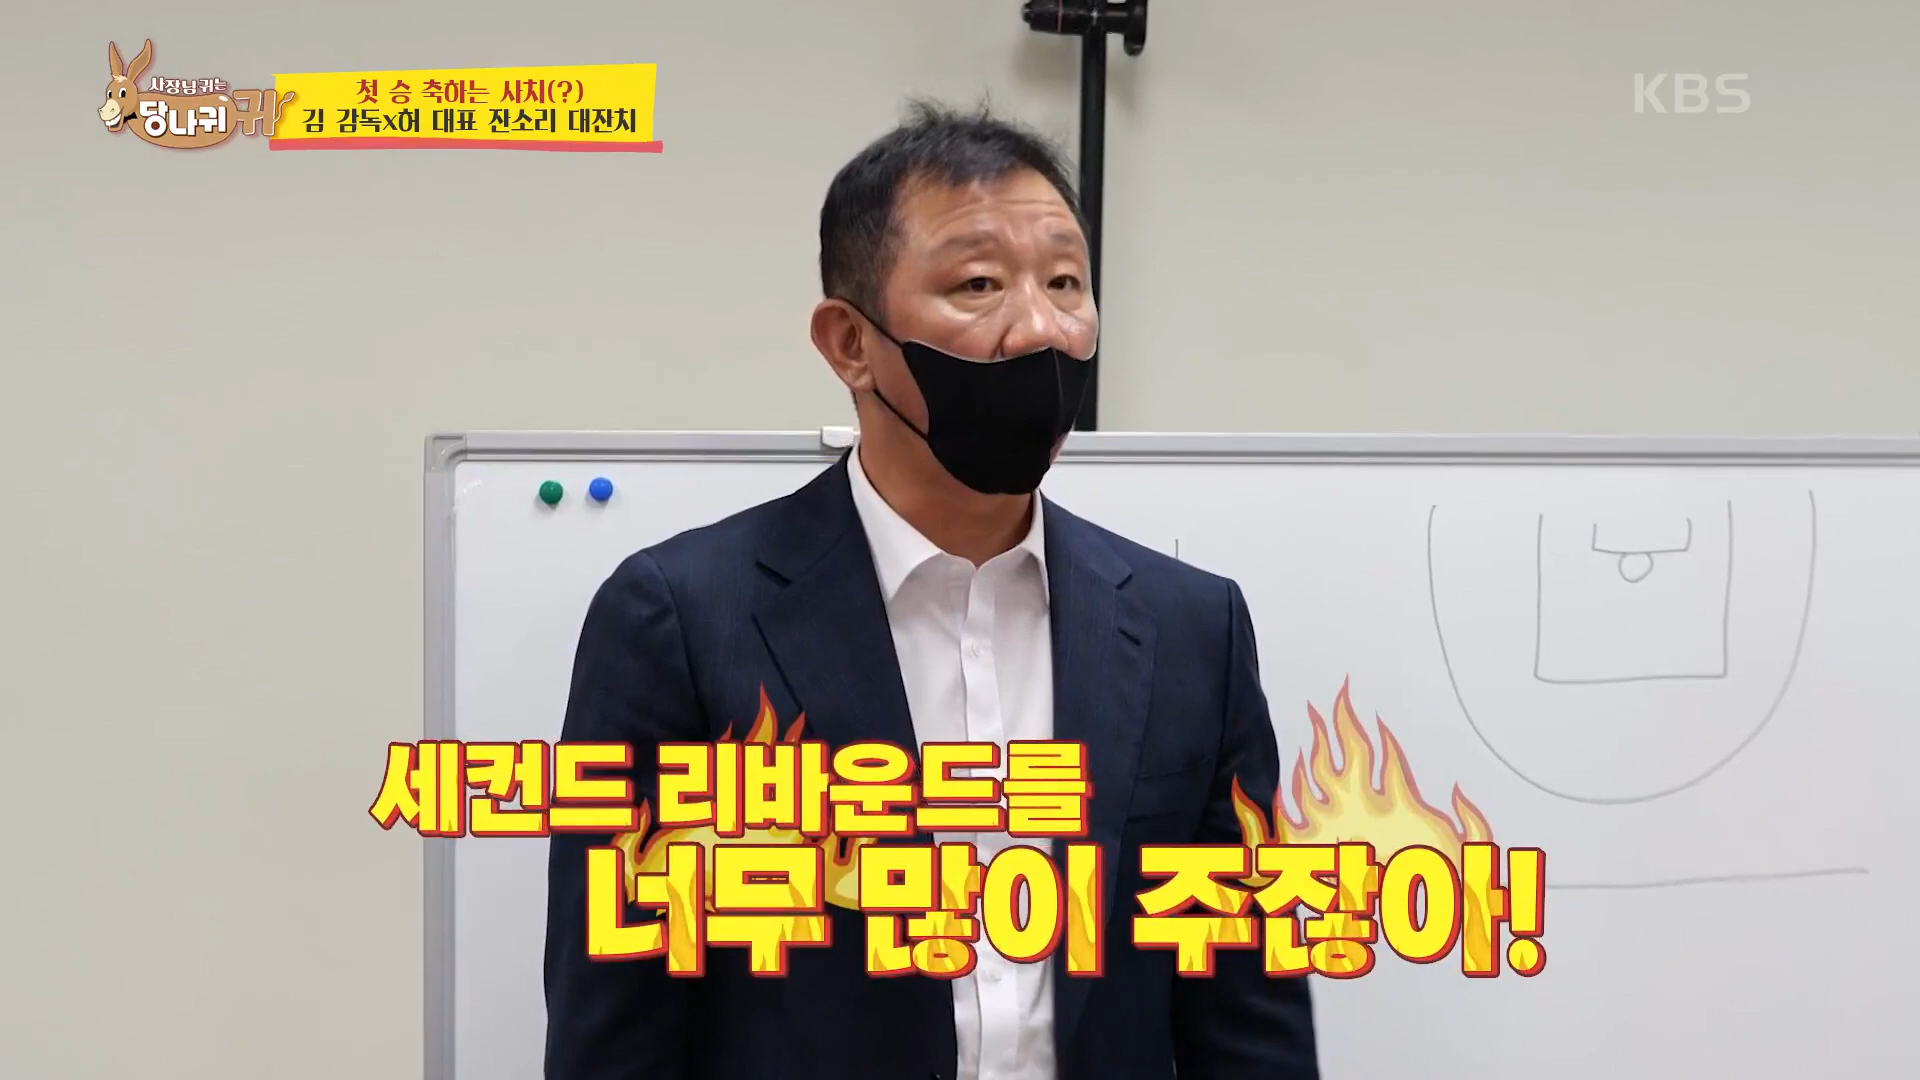 사장님 귀는
당나귀 귀
첫 승 축하는 사치(?)
김 감독x허 대표 잔소리 대잔치
KBS
세컨드 리바운드를
너무 많이 주잖아!